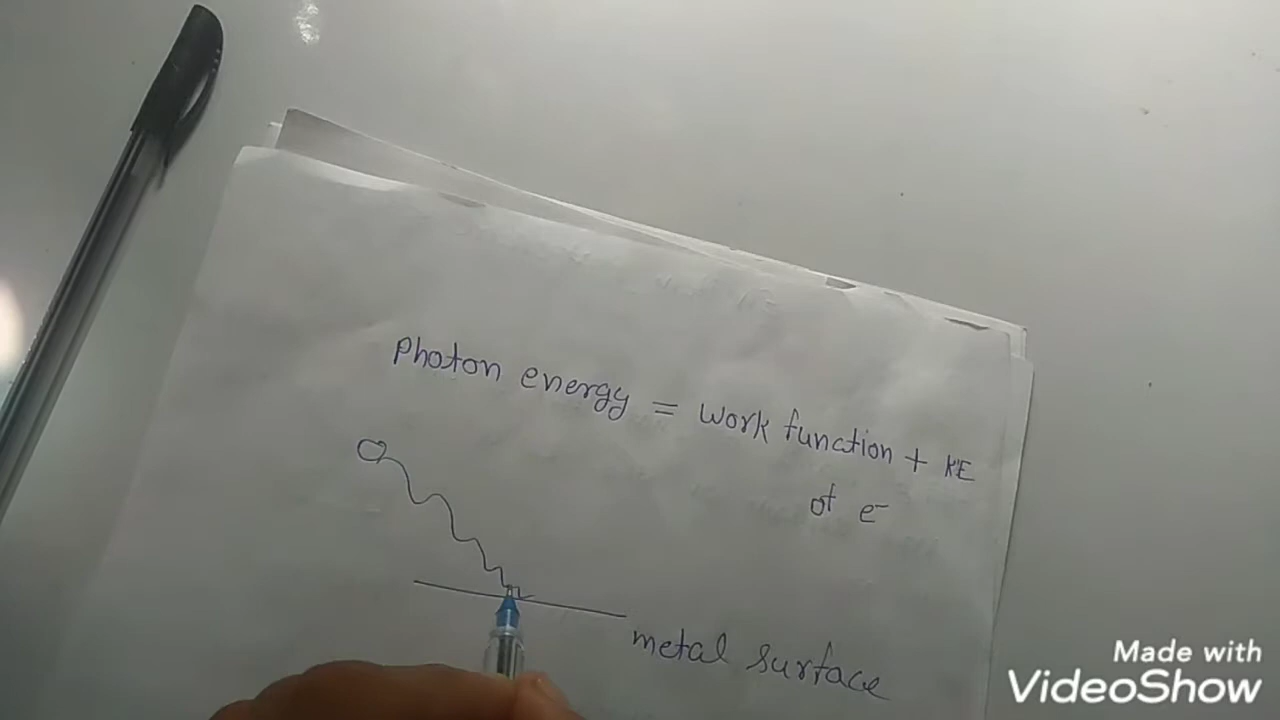 Photon energy = Work function + KE
of e⁻
metal surface
Made with
VideoShow